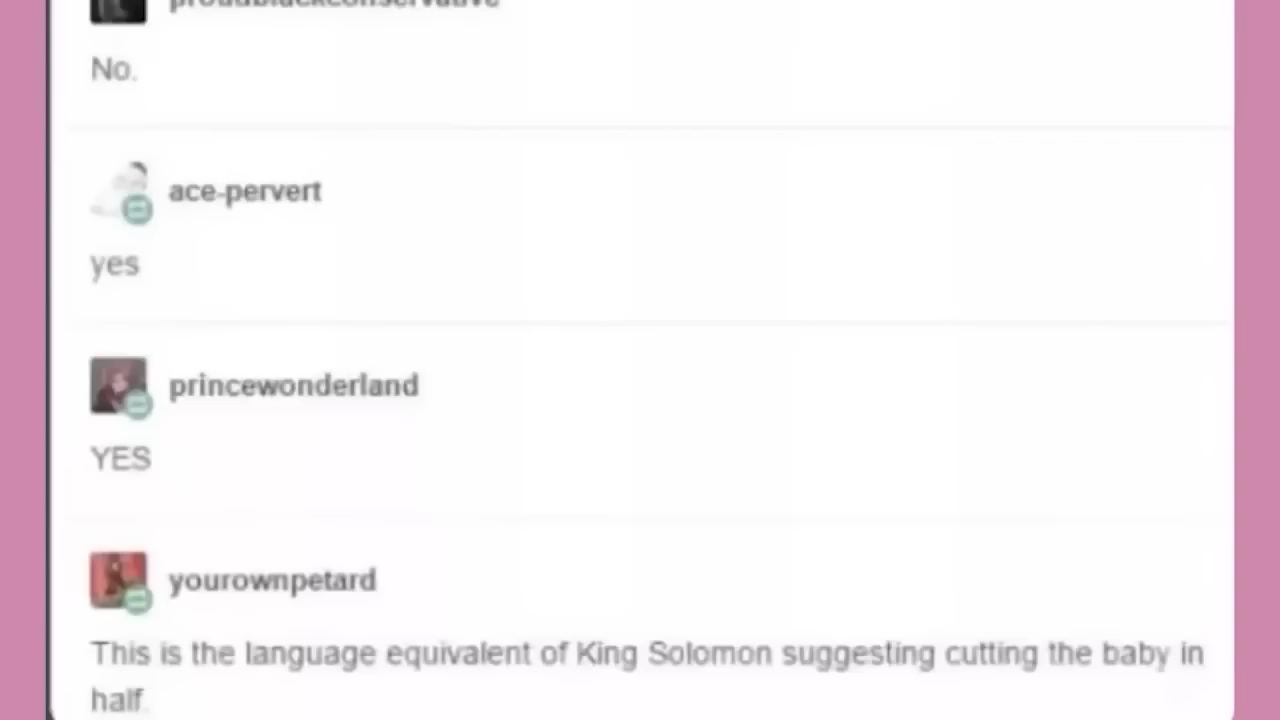 proudblackconservative
No.
ace-pervert
yes
princewonderland
YES
yourownpetard
This is the language equivalent of King Solomon suggesting cutting the baby in
half.